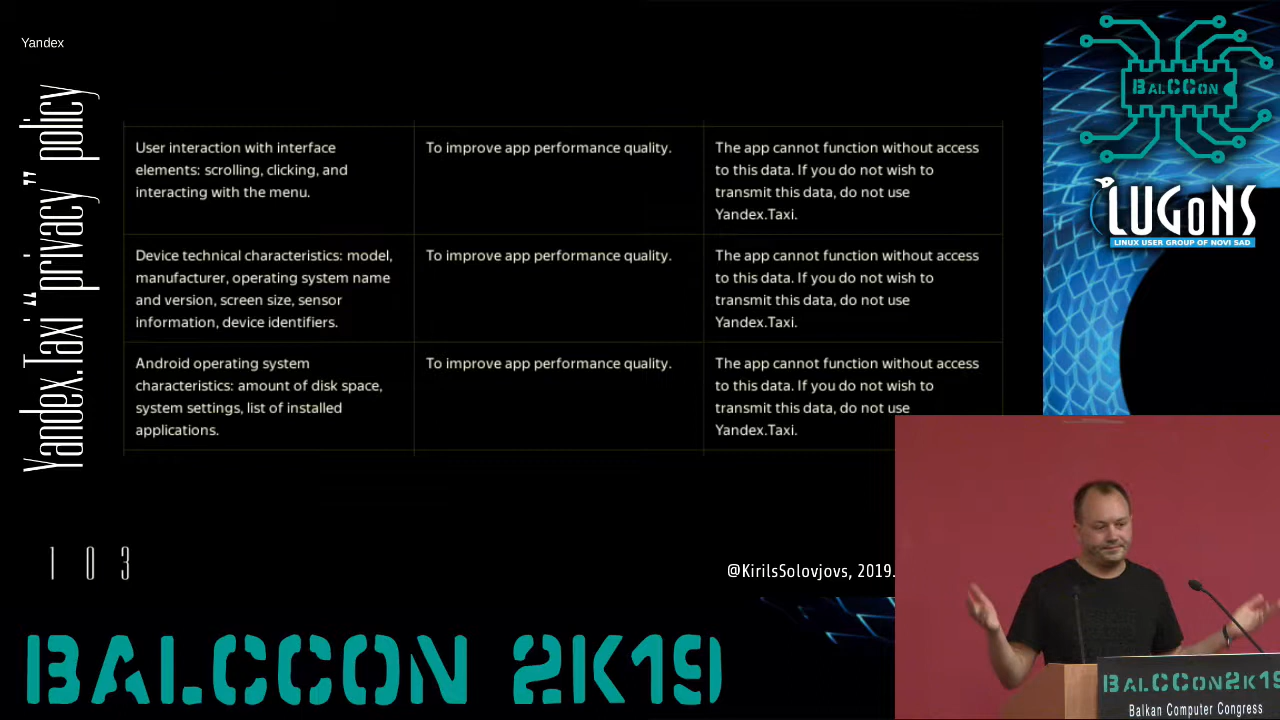 Yandex
Yandex.Taxi "privacy" policy
User interaction with interface
elements: scrolling, clicking, and
interacting with the menu.
To improve app performance quality.
The app cannot function without access
to this data. If you do not wish to
transmit this data, do not use
Yandex.Taxi.
Device technical characteristics: model,
manufacturer, operating system name
and version, screen size, sensor
information, device identifiers.
To improve app performance quality.
The app cannot function without access
to this data. If you do not wish to
transmit this data, do not use
Yandex.Taxi.
Android operating system
characteristics: amount of disk space,
system settings, list of installed
applications.
To improve app performance quality.
The app cannot function without access
to this data. If you do not wish to
transmit this data, do not use
Yandex.Taxi.
103
@KirilsSolovjovs, 2019.
BALCCON 2K19
BALCCON
LUGONS
LINUX USER GROUP OF NOVI SAD
BALCCON2K19
Balkan Computer Congress